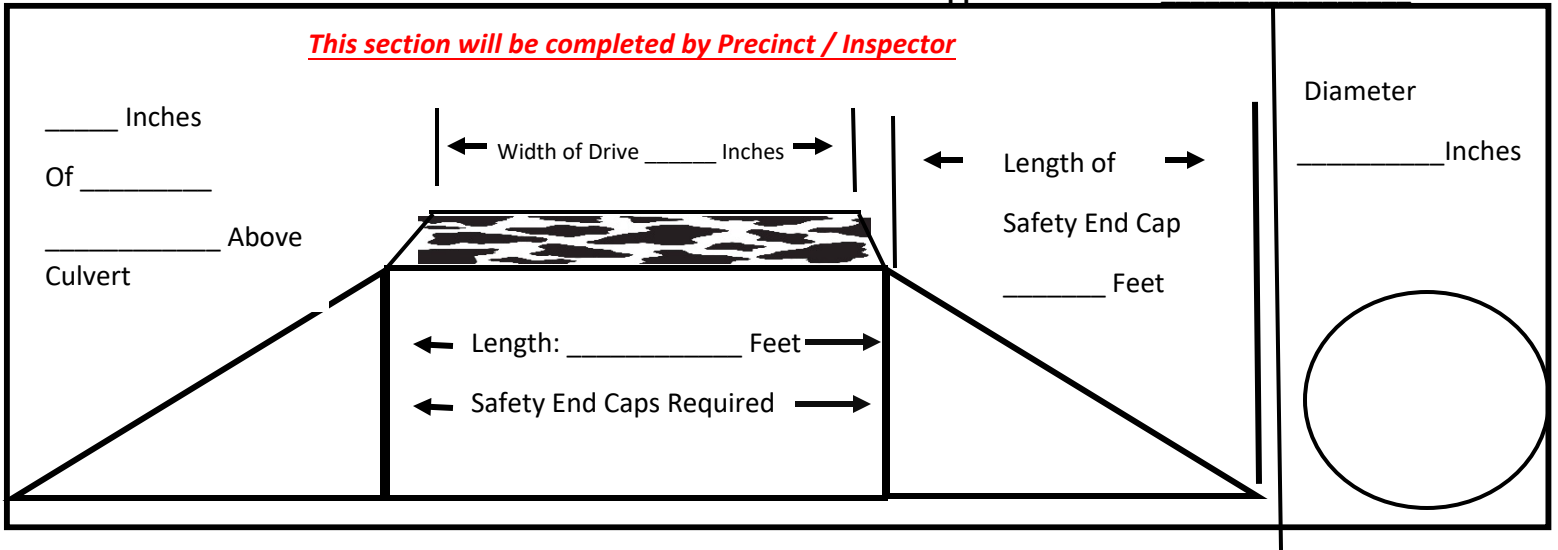 This section will be completed by Precinct / Inspector
_____ Inches
Of _________
____________ Above
Culvert
Width of Drive ______ Inches
Length of
Safety End Cap
_______ Feet
Length: ____________ Feet
Safety End Caps Required
Diameter
__________Inches